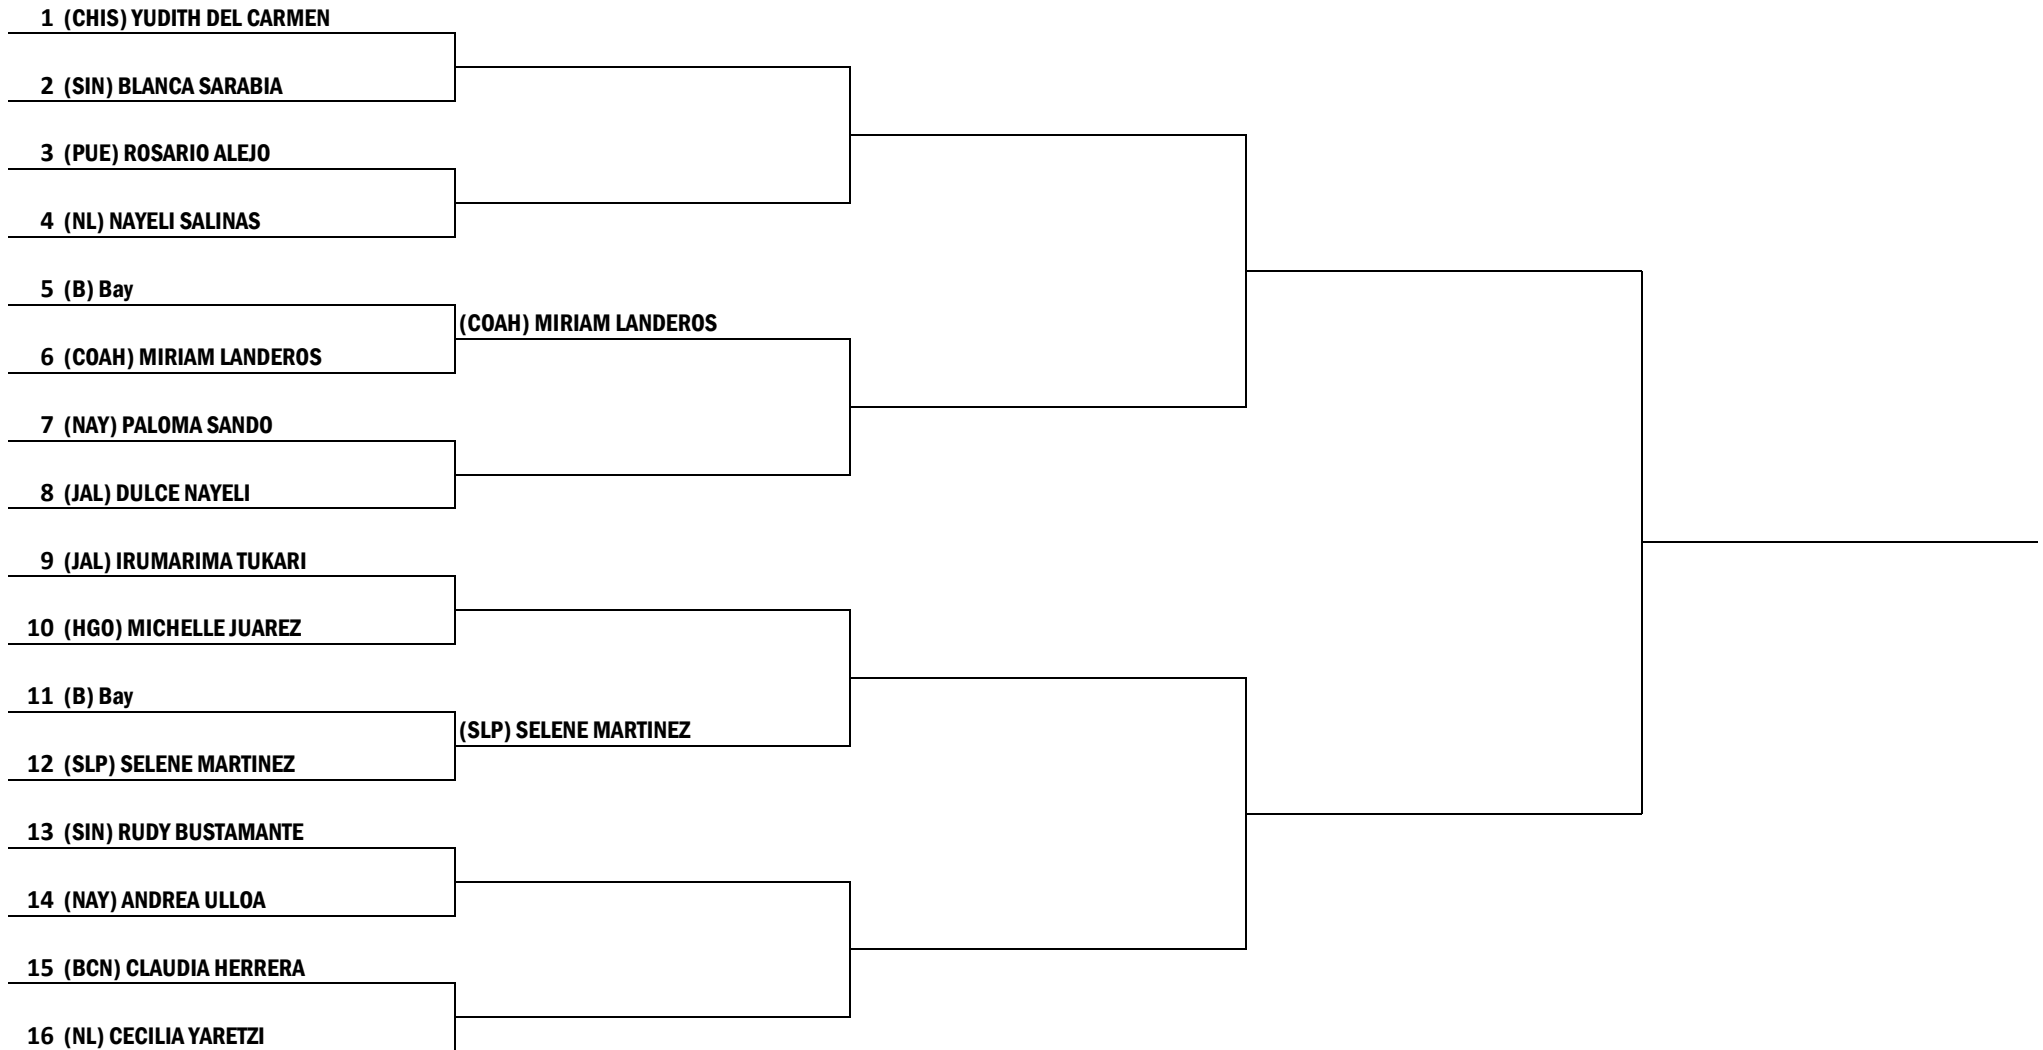 1 (CHIS) YUDITH DEL CARMEN
2 (SIN) BLANCA SARABIA
3 (PUE) ROSARIO ALEJO
4 (NL) NAYELI SALINAS
5 (B) Bay
(COAH) MIRIAM LANDEROS
6 (COAH) MIRIAM LANDEROS
7 (NAY) PALOMA SANDO
8 (JAL) DULCE NAYELI
9 (JAL) IRUMARIMA TUKARI
10 (HGO) MICHELLE JUAREZ
11 (B) Bay
(SLP) SELENE MARTINEZ
12 (SLP) SELENE MARTINEZ
13 (SIN) RUDY BUSTAMANTE
14 (NAY) ANDREA ULLOA
15 (BCN) CLAUDIA HERRERA
16 (NL) CECILIA YARETZI